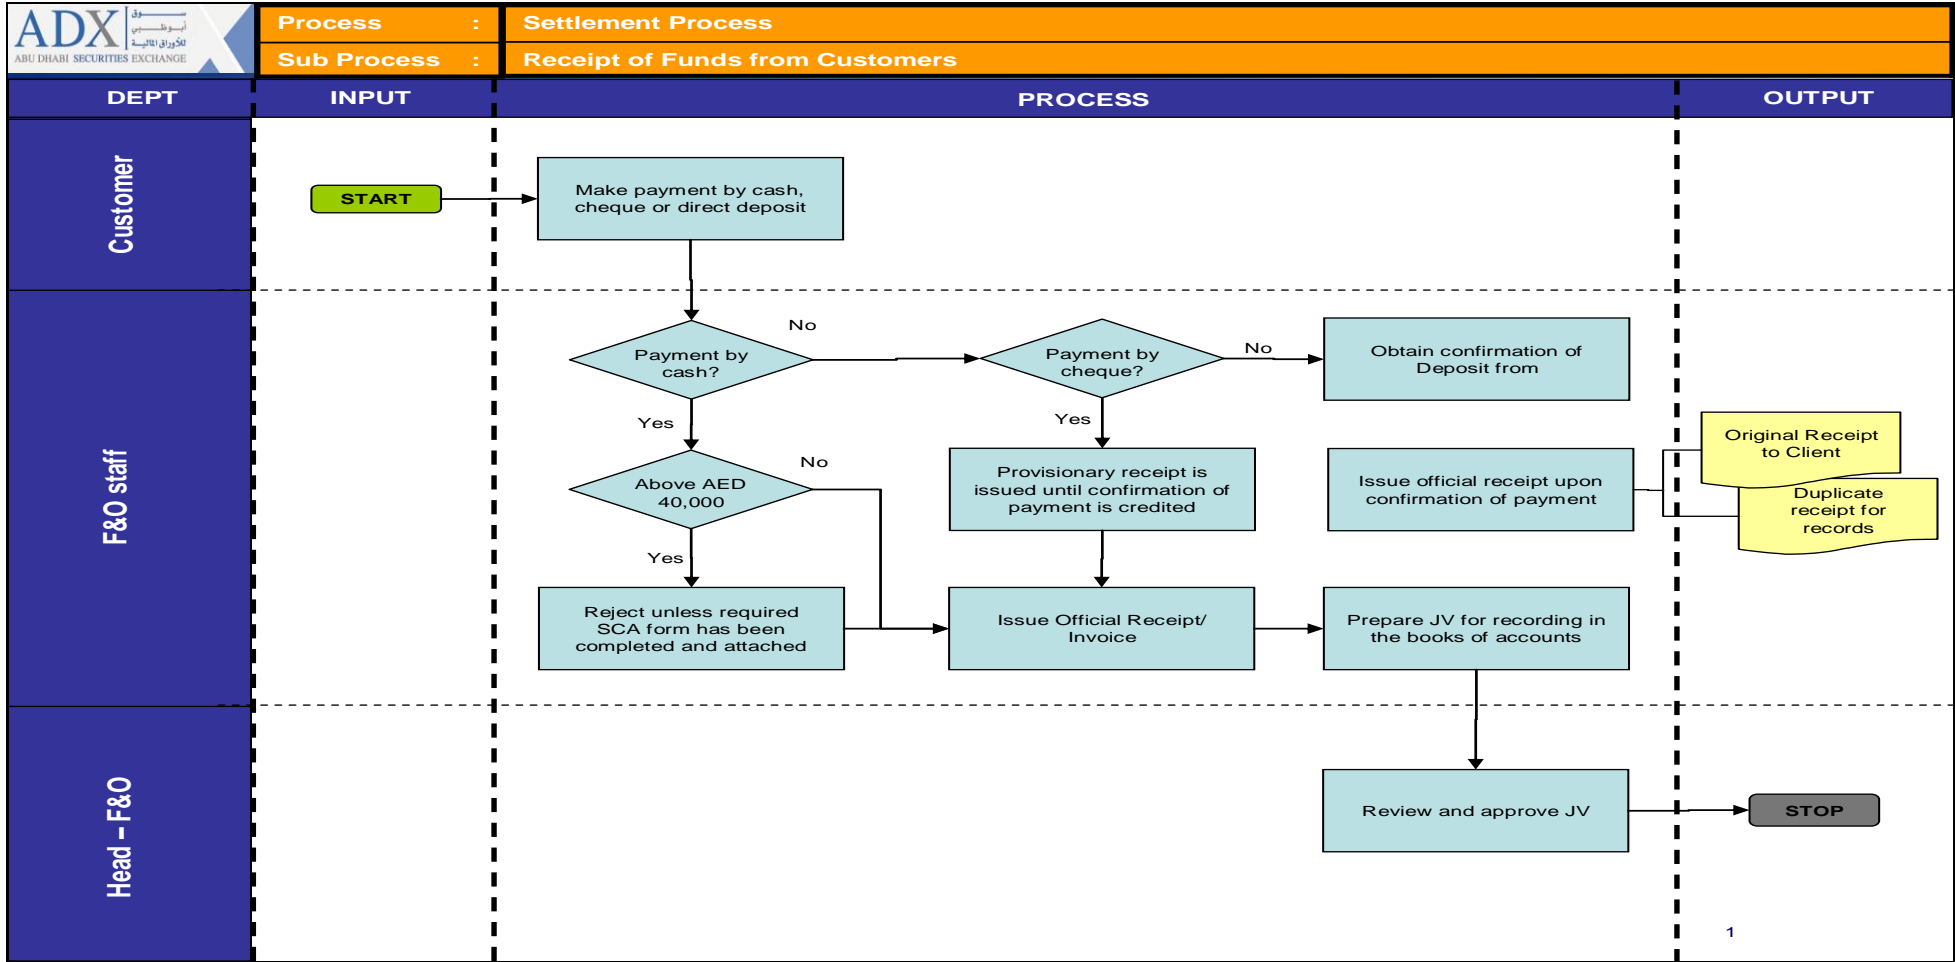 ADX
سوق
أبوظبي
للأوراق المالية
ABU DHABI SECURITIES EXCHANGE
Process : Settlement Process
Sub Process : Receipt of Funds from Customers
DEPT INPUT PROCESS OUTPUT
Customer
START
Make payment by cash,
cheque or direct deposit
F&O staff
Payment by
cash?
No
Payment by
cheque?
No
Obtain confirmation of
Deposit from
Yes
Yes
Above AED
40,000
No
Provisionary receipt is
issued until confirmation of
payment is credited
Issue official receipt upon
confirmation of payment
Original Receipt
to Client
Duplicate
receipt for
records
Yes
Reject unless required
SCA form has been
completed and attached
Issue Official Receipt/
Invoice
Prepare JV for recording in
the books of accounts
Head – F&O
Review and approve JV
STOP
1